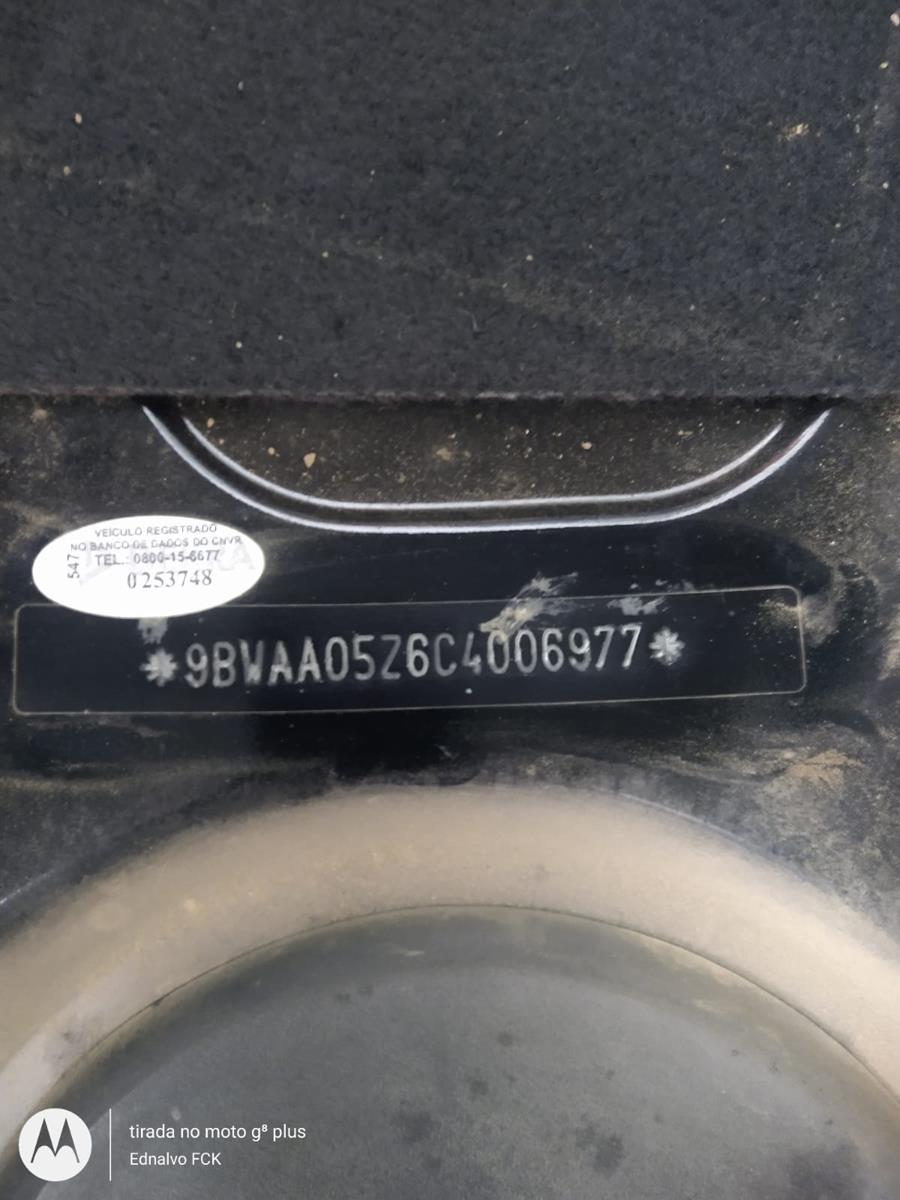 VEÍCULO REGISTRADO
NO BANCO DE DADOS DO CNVR
547
TEL.: 0800-15-6677
0253748
*9BWAA05Z6C4006977*
tirada no moto g⁸ plus
Ednalvo FCK